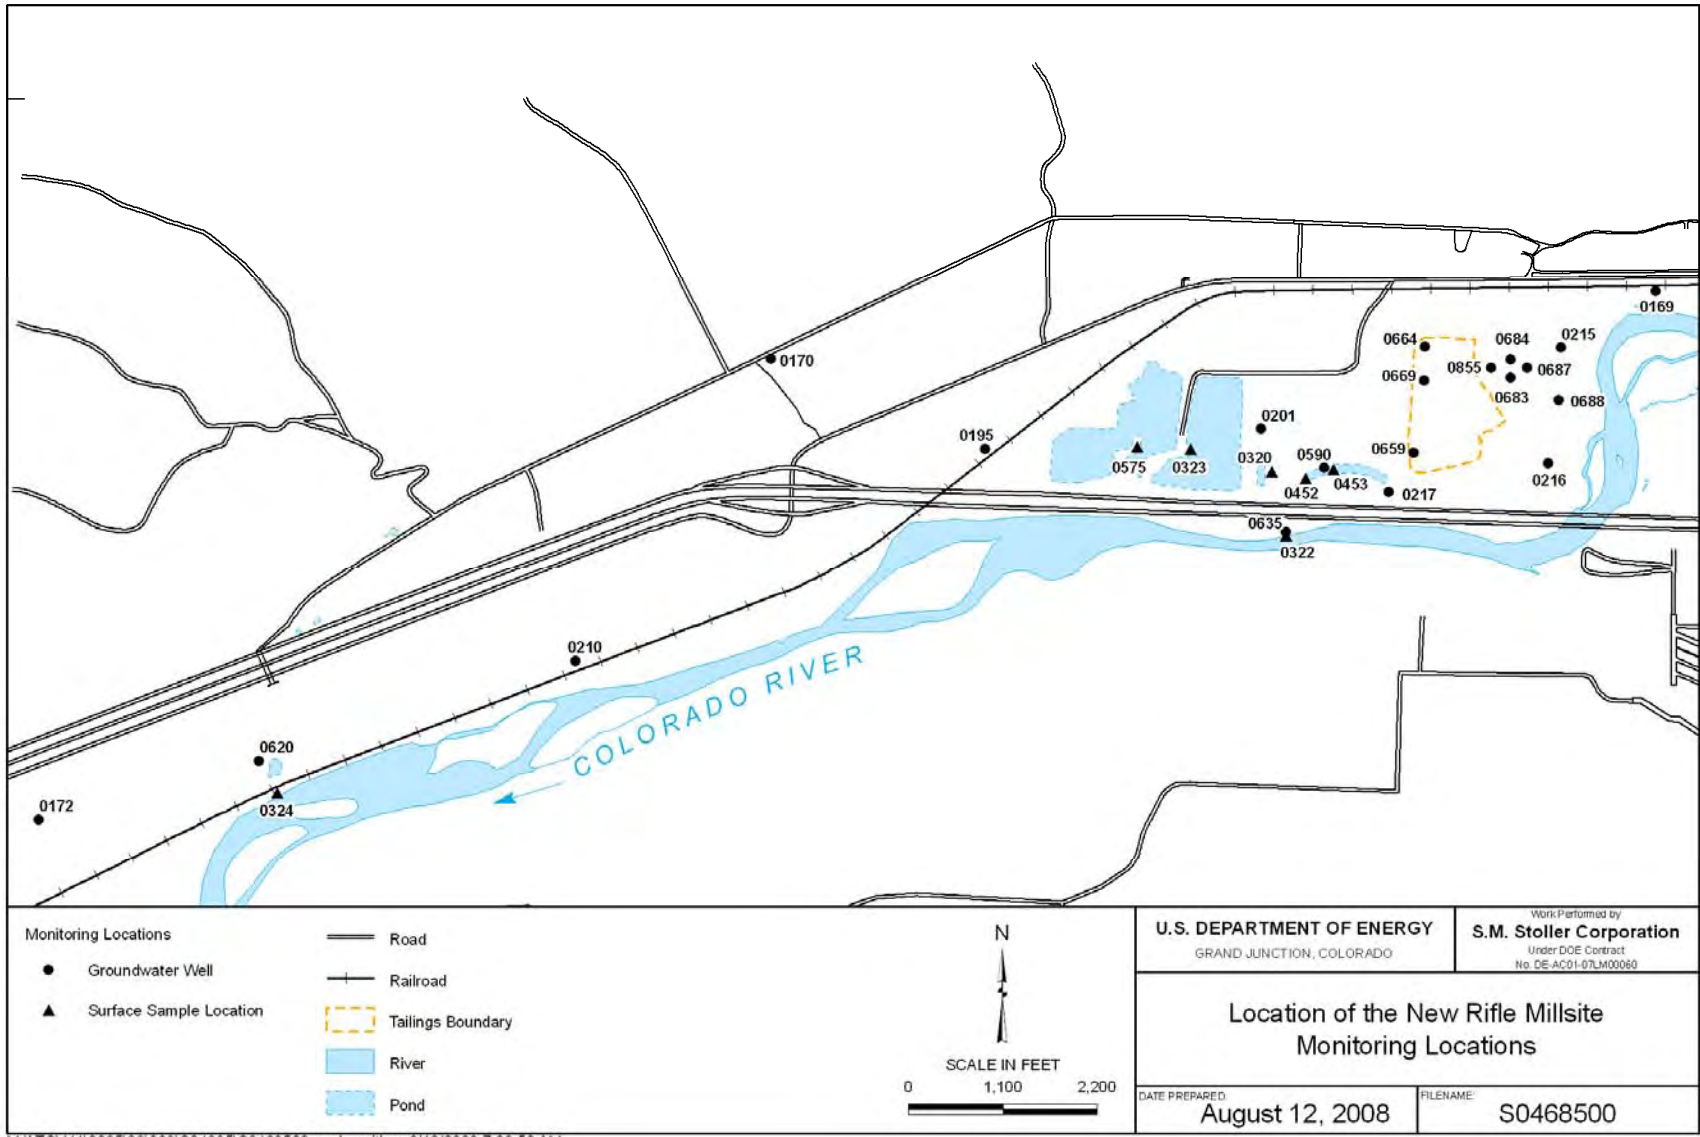 0169
0664
0684
0215
0170
0855
0687
0669
0683
0688
0201
0195
0659
0590
0320
0575
0323
0453
0216
0452
0217
0635
0322
0210
COLORADO RIVER
0620
0172
0324
Monitoring Locations
Groundwater Well
Surface Sample Location
Road
Railroad
Tailings Boundary
River
Pond
N
SCALE IN FEET
0 1,100 2,200
U.S. DEPARTMENT OF ENERGY
GRAND JUNCTION, COLORADO
Work Performed by
S.M. Stoller Corporation
Under DOE Contract
No. DE-AC01-07LM00060
Location of the New Rifle Millsite
Monitoring Locations
DATE PREPARED:
August 12, 2008
FILENAME:
S0468500